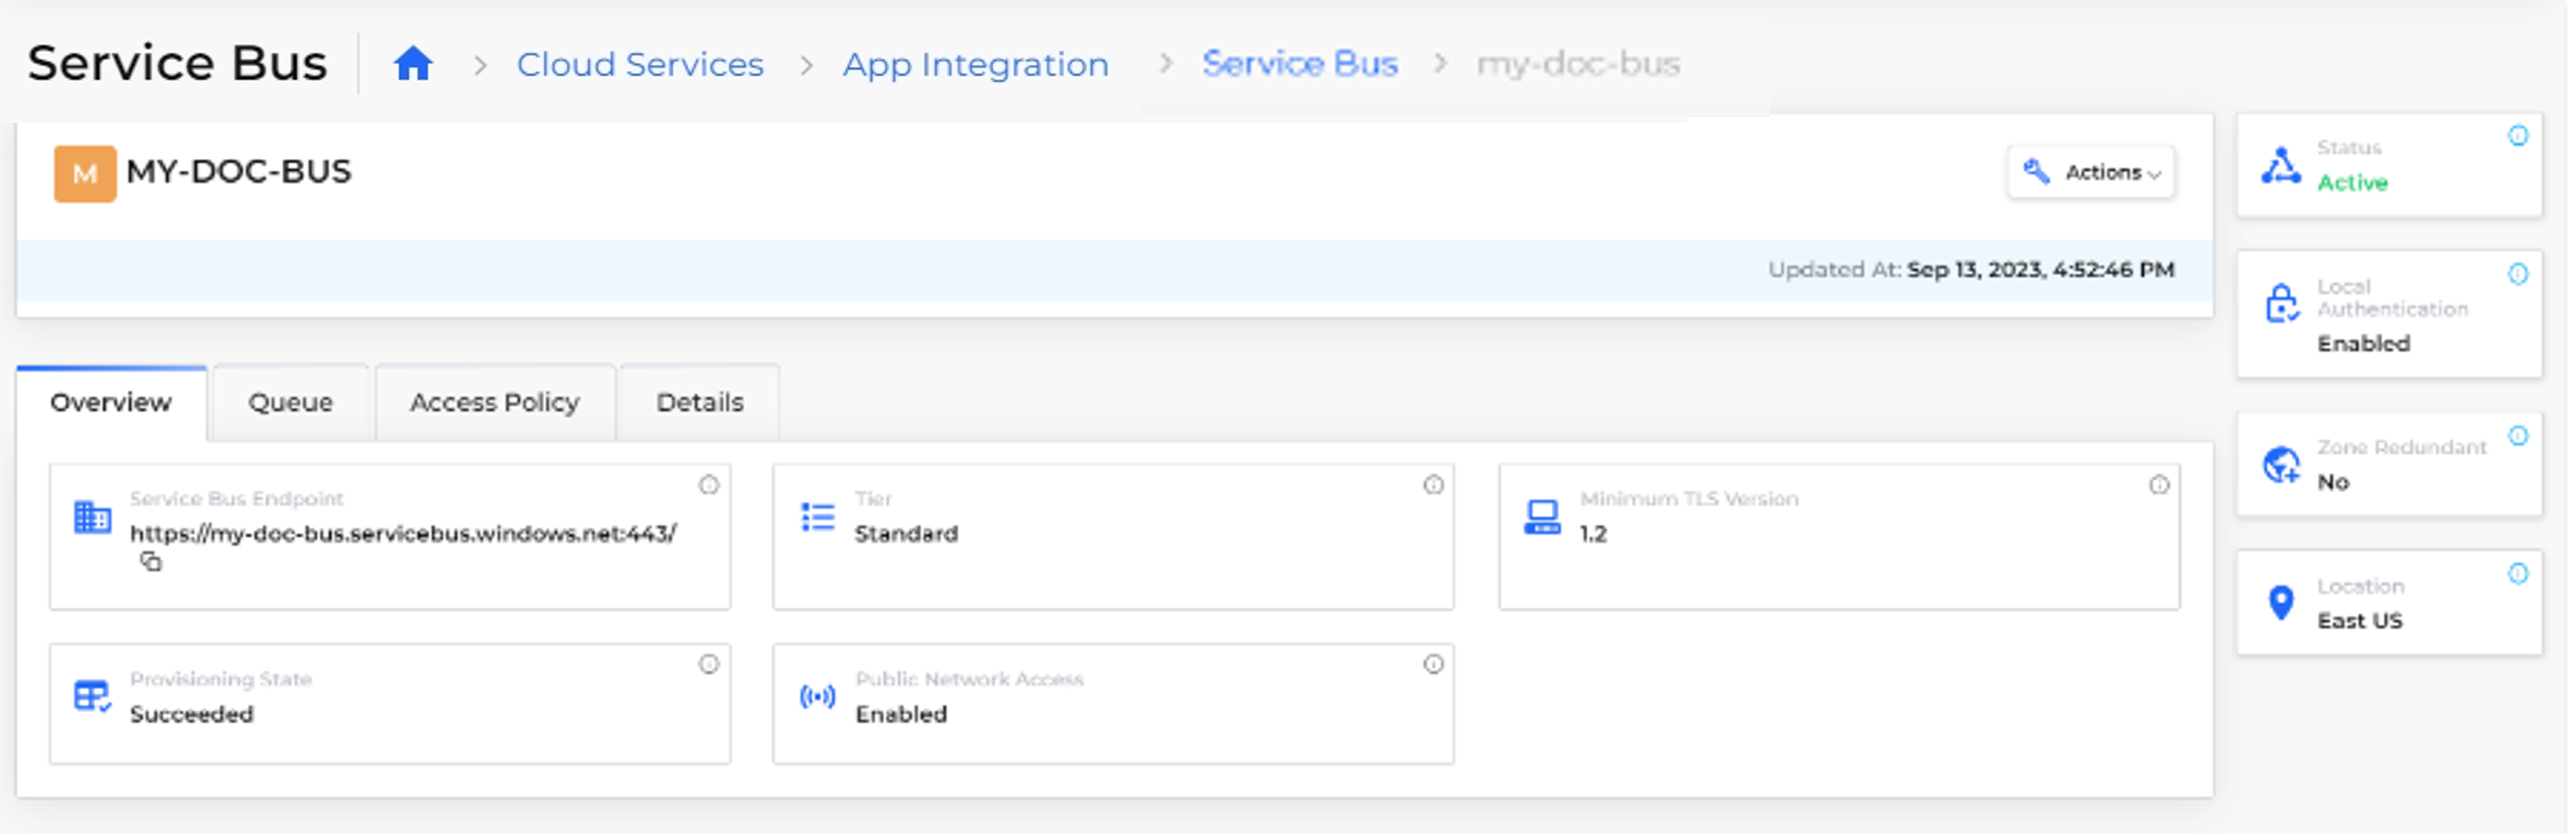 Service Bus > Cloud Services > App Integration > Service Bus > my-doc-bus
M MY-DOC-BUS
Actions
Updated At: Sep 13, 2023, 4:52:46 PM
Overview Queue Access Policy Details
Service Bus Endpoint
https://my-doc-bus.servicebus.windows.net:443/
Tier
Standard
Minimum TLS Version
1.2
Provisioning State
Succeeded
Public Network Access
Enabled
Status
Active
Local
Authentication
Enabled
Zone Redundant
No
Location
East US